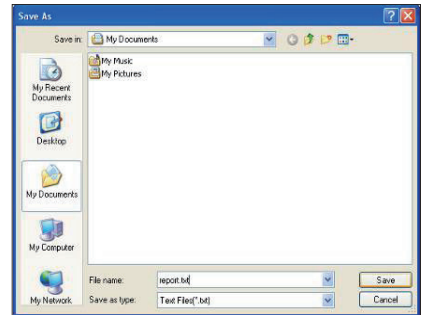 Save As
Save in: My Documents
My Music
My Pictures
My Recent
Documents
Desktop
My Documents
My Computer
My Network
File name: report.txt Save
Save as type: Text Files(*.txt) Cancel